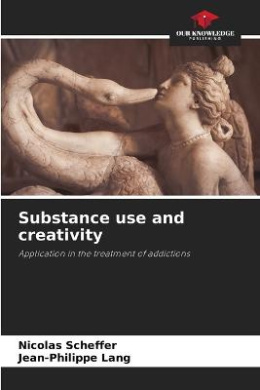 OUR KNOWLEDGE
PUBLISHING
Substance use and
creativity
Application in the treatment of addictions
Nicolas Scheffer
Jean-Philippe Lang